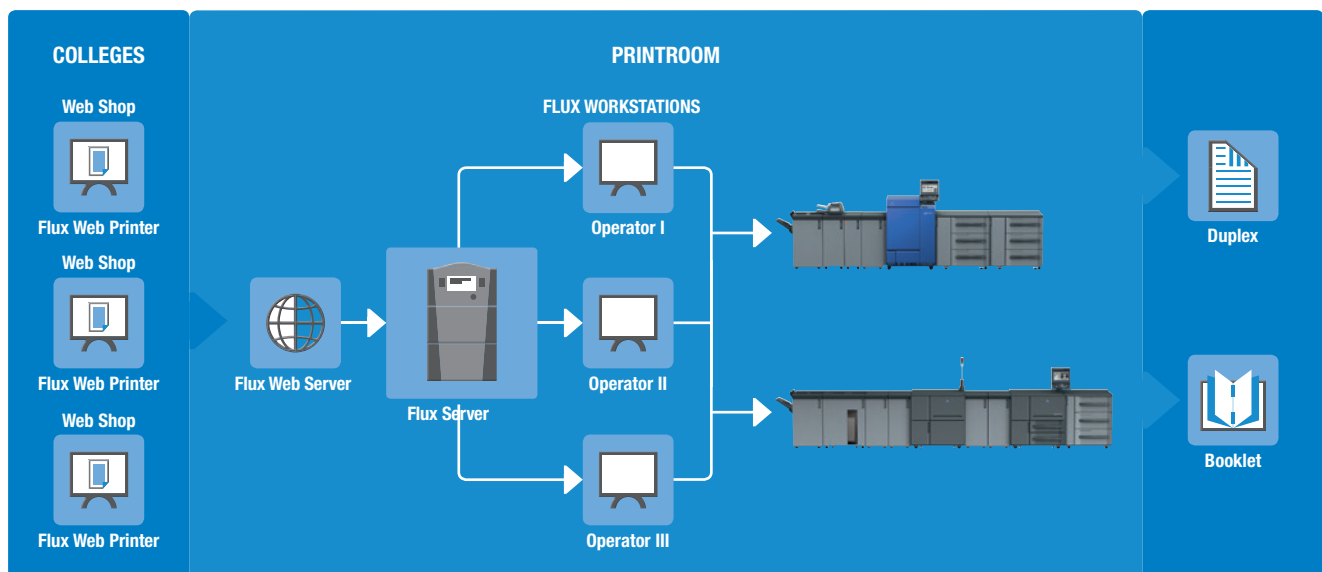 COLLEGES
Web Shop
Flux Web Printer
Web Shop
Flux Web Printer
Web Shop
Flux Web Printer
PRINTROOM
FLUX WORKSTATIONS
Flux Web Server
Flux Server
Operator I
Operator II
Operator III
Duplex
Booklet